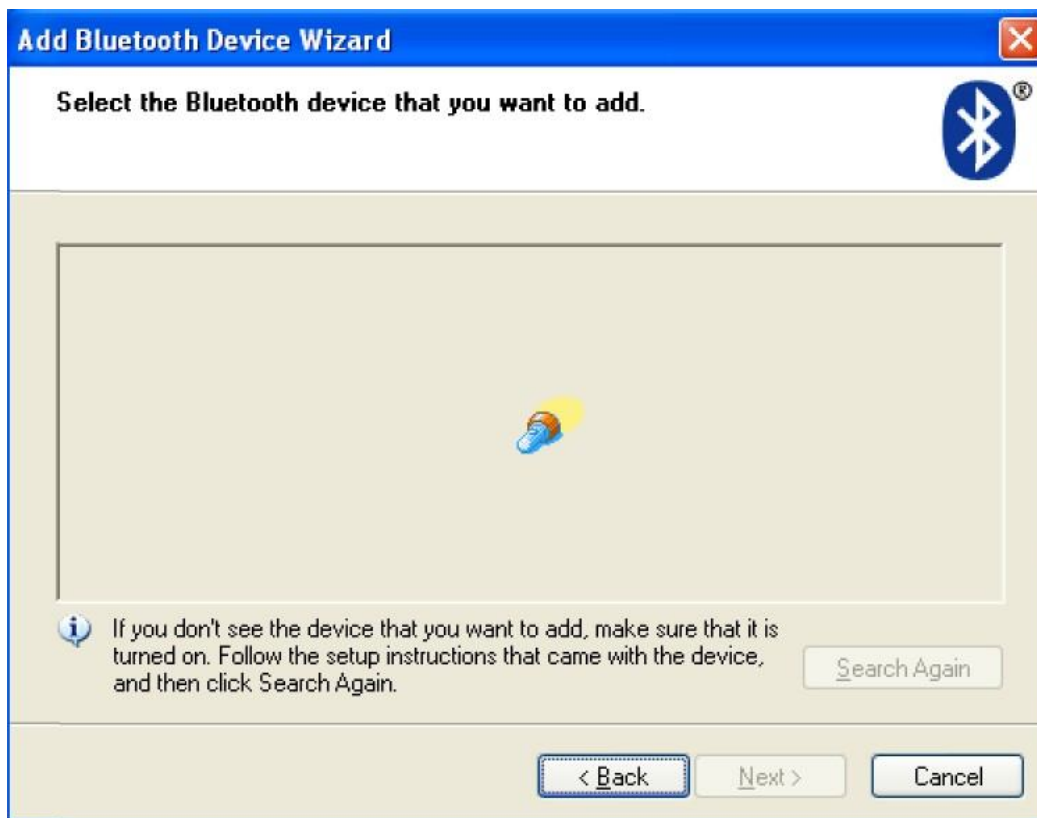 Add Bluetooth Device Wizard
Select the Bluetooth device that you want to add.
®
If you don't see the device that you want to add, make sure that it is
turned on. Follow the setup instructions that came with the device,
and then click Search Again.
Search Again
< Back
Next >
Cancel